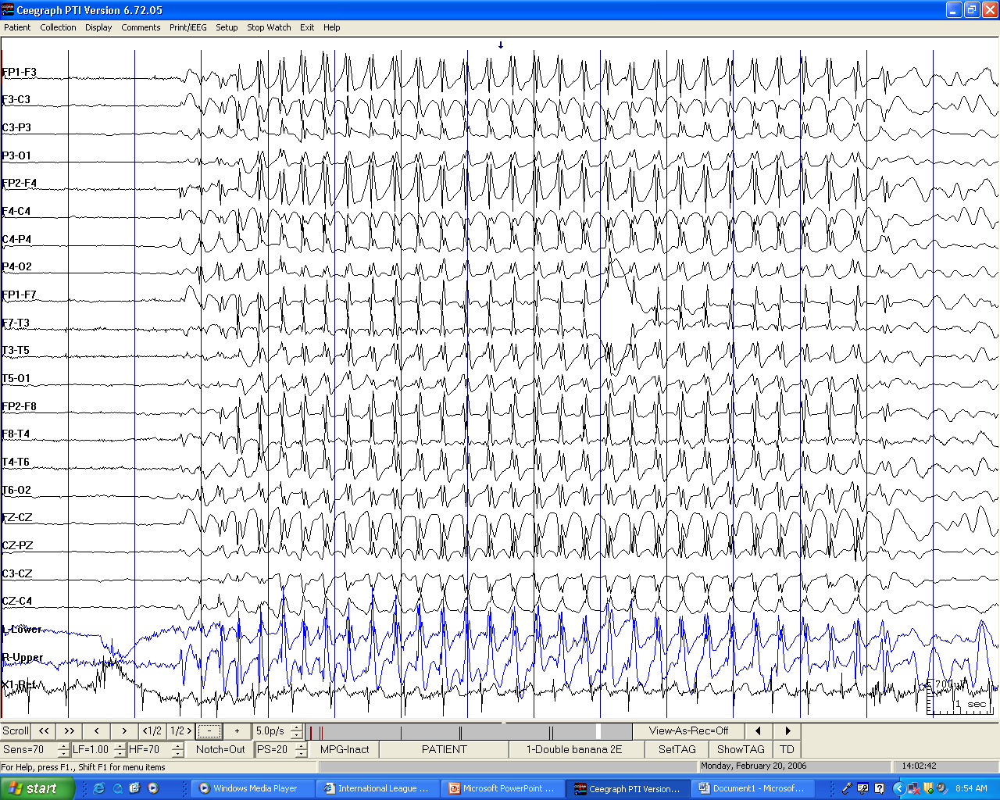 Ceegraph PTI Version 6.72.05
Patient Collection Display Comments Print/iEEG Setup Stop Watch Exit Help
FP1-F3
F3-C3
C3-P3
P3-O1
FP2-F4
F4-C4
C4-P4
P4-O2
FP1-F7
F7-T3
T3-T5
T5-O1
FP2-F8
F8-T4
T4-T6
T6-O2
FZ-CZ
CZ-PZ
C3-CZ
CZ-C4
L-Lower
R-Upper
X1-Ref
700uV
1 sec
Scroll << >> < > <1/2 1/2> - + 5.0p/s View-As-Rec=Off
Sens=70 LF=1.00 HF=70 Notch=Out PS=20 MPG-Inact PATIENT 1-Double banana 2E SetTAG ShowTAG TD
For Help, press F1., Shift F1 for menu items Monday, February 20, 2006 14:02:42
start Windows Media Player International League ... Microsoft PowerPoint ... Ceegraph PTI Version... Document1 - Microsof... 8:54 AM